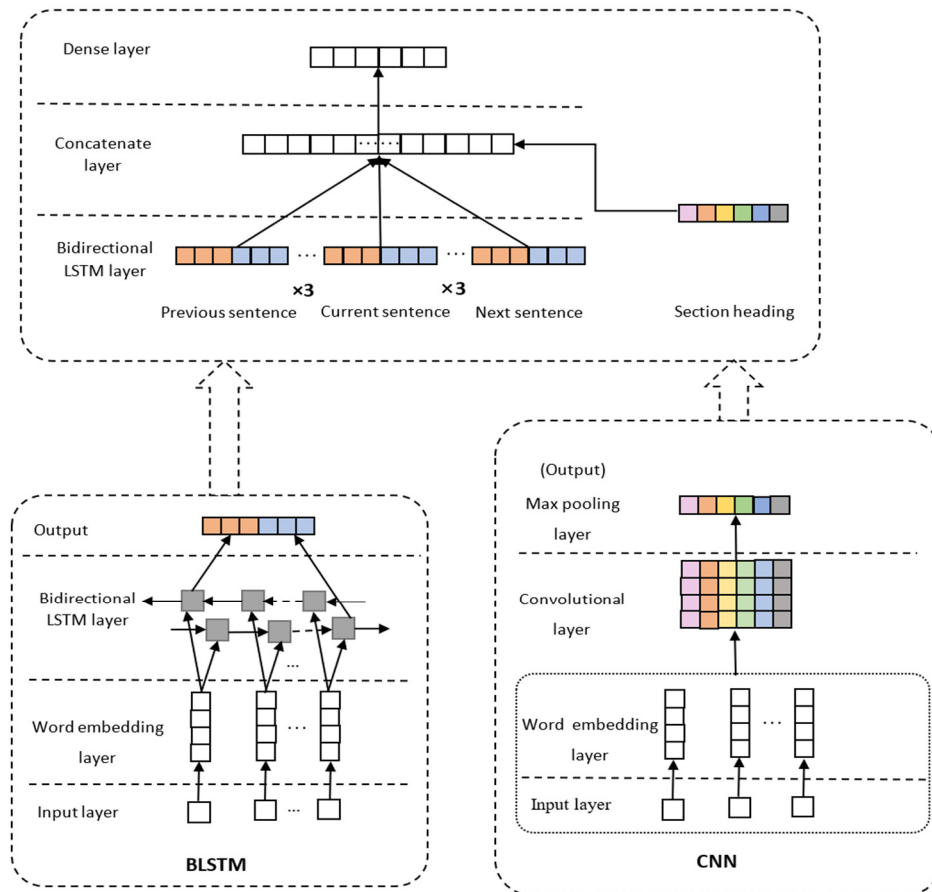 Dense layer
Concatenate
layer
......
Bidirectional
LSTM layer
... ...
×3 ×3
Previous sentence Current sentence Next sentence Section heading
(Output)
Output
Max pooling
layer
Bidirectional
LSTM layer
...
Convolutional
layer
Word embedding
layer
...
Word embedding
layer
...
Input layer
...
Input layer
BLSTM
CNN